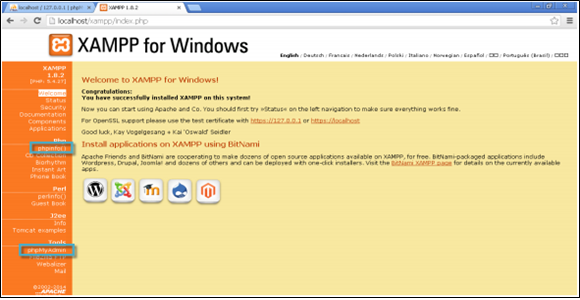 localhost / 127.0.0.1 | phpM
XAMPP 1.8.2
localhost/xampp/index.php
XAMPP for Windows
English / Deutsch / Francais / Nederlands / Polski / Italiano / Norwegian / Español / 中文 / Português (Brasil) / 日本語
XAMPP
1.8.2
[PHP: 5.4.27]
Welcome
Status
Security
Documentation
Components
Applications
Php
phpinfo()
CD Collection
Biorhythm
Instant Art
Phone Book
Perl
perlinfo()
Guest Book
J2ee
Info
Tomcat examples
Tools
phpMyAdmin
Webalizer
Mail
©2002-2014
...APACHE
Welcome to XAMPP for Windows!
Congratulations:
You have successfully installed XAMPP on this system!
Now you can start using Apache and Co. You should first try »Status« on the left navigation to make sure everything works fine.
For OpenSSL support please use the test certificate with https://127.0.0.1 or https://localhost
Good luck, Kay Vogelgesang + Kai 'Oswald' Seidler
Install applications on XAMPP using BitNami
Apache Friends and BitNami are cooperating to make dozens of open source applications available on XAMPP, for free. BitNami-packaged applications include
Wordpress, Drupal, Joomla! and dozens of others and can be deployed with one-click installers. Visit the BitNami XAMPP page for details on the currently available
apps.